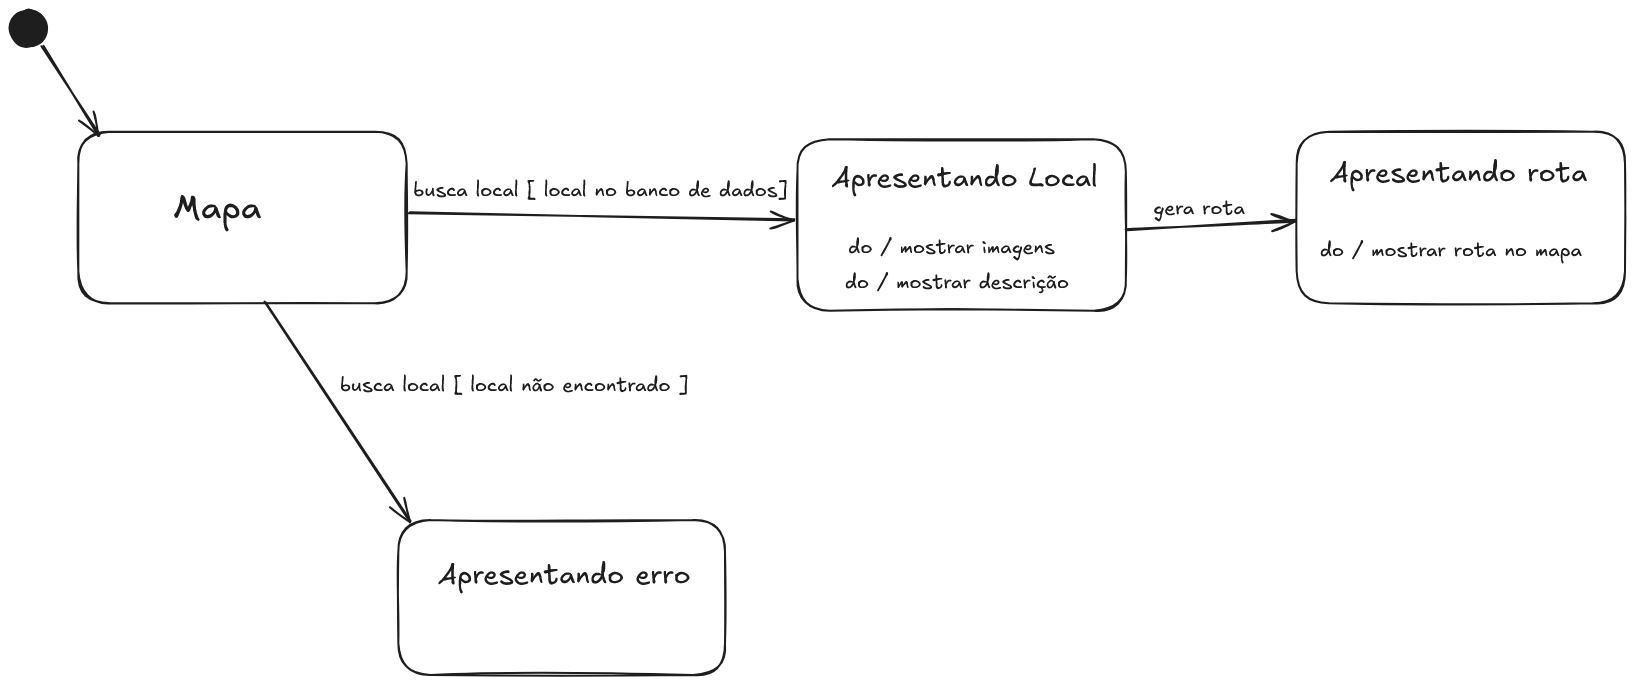 Mapa
busca local [ local no banco de dados]
Apresentando Local
do / mostrar imagens
do / mostrar descrição
gera rota
Apresentando rota
do / mostrar rota no mapa
busca local [ local não encontrado ]
Apresentando erro